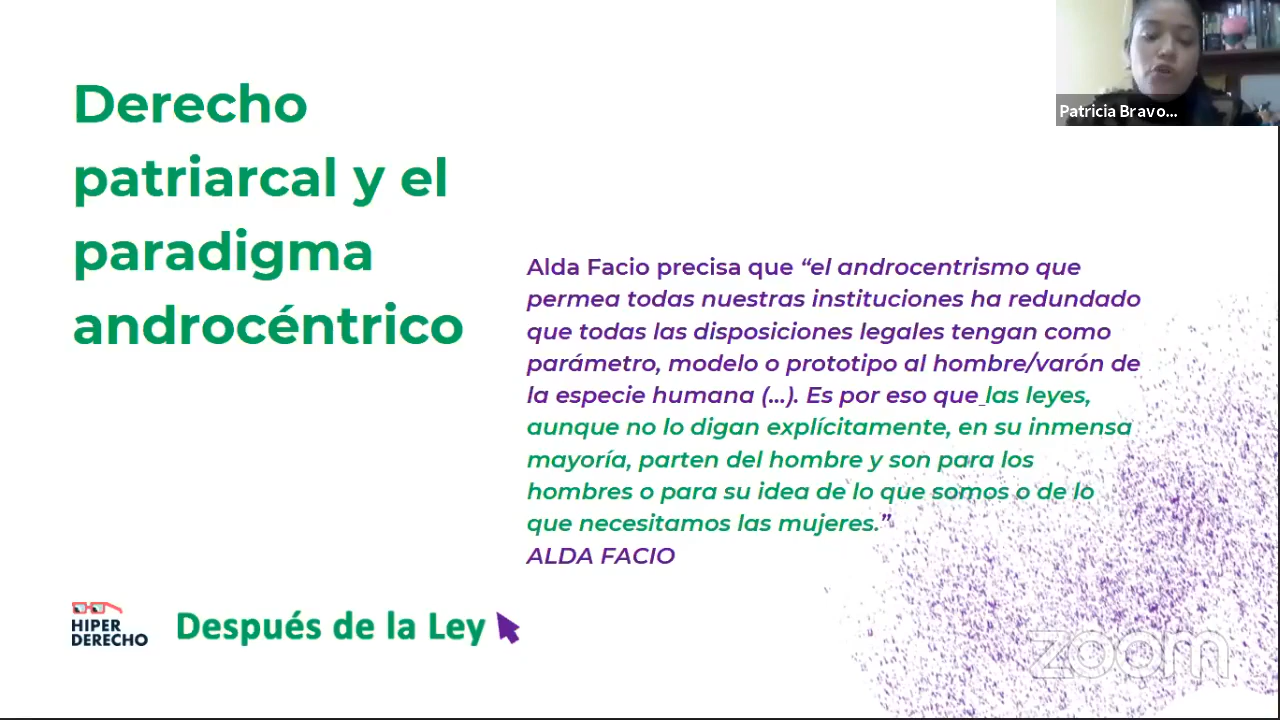 Derecho
patriarcal y el
paradigma
androcéntrico
Patricia Bravo...
Alda Facio precisa que “el androcentrismo que
permea todas nuestras instituciones ha redundado
que todas las disposiciones legales tengan como
parámetro, modelo o prototipo al hombre/varón de
la especie humana (...). Es por eso que las leyes,
aunque no lo digan explícitamente, en su inmensa
mayoría, parten del hombre y son para los
hombres o para su idea de lo que somos o de lo
que necesitamos las mujeres.”
ALDA FACIO
HIPER
DERECHO
Después de la Ley
zoom